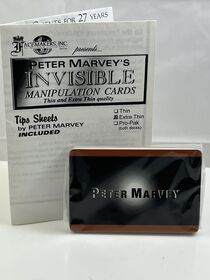 FOR 27 YEARS
FACEMAKERS, INC
presents...
PETER MARVEY'S
INVISIBLE
MANIPULATION CARDS
Thin and Extra Thin quality
Tips Sheets
by PETER MARVEY
INCLUDED
Thin
Extra Thin
Pro-Pak
(both decks)
PETER MARVEY